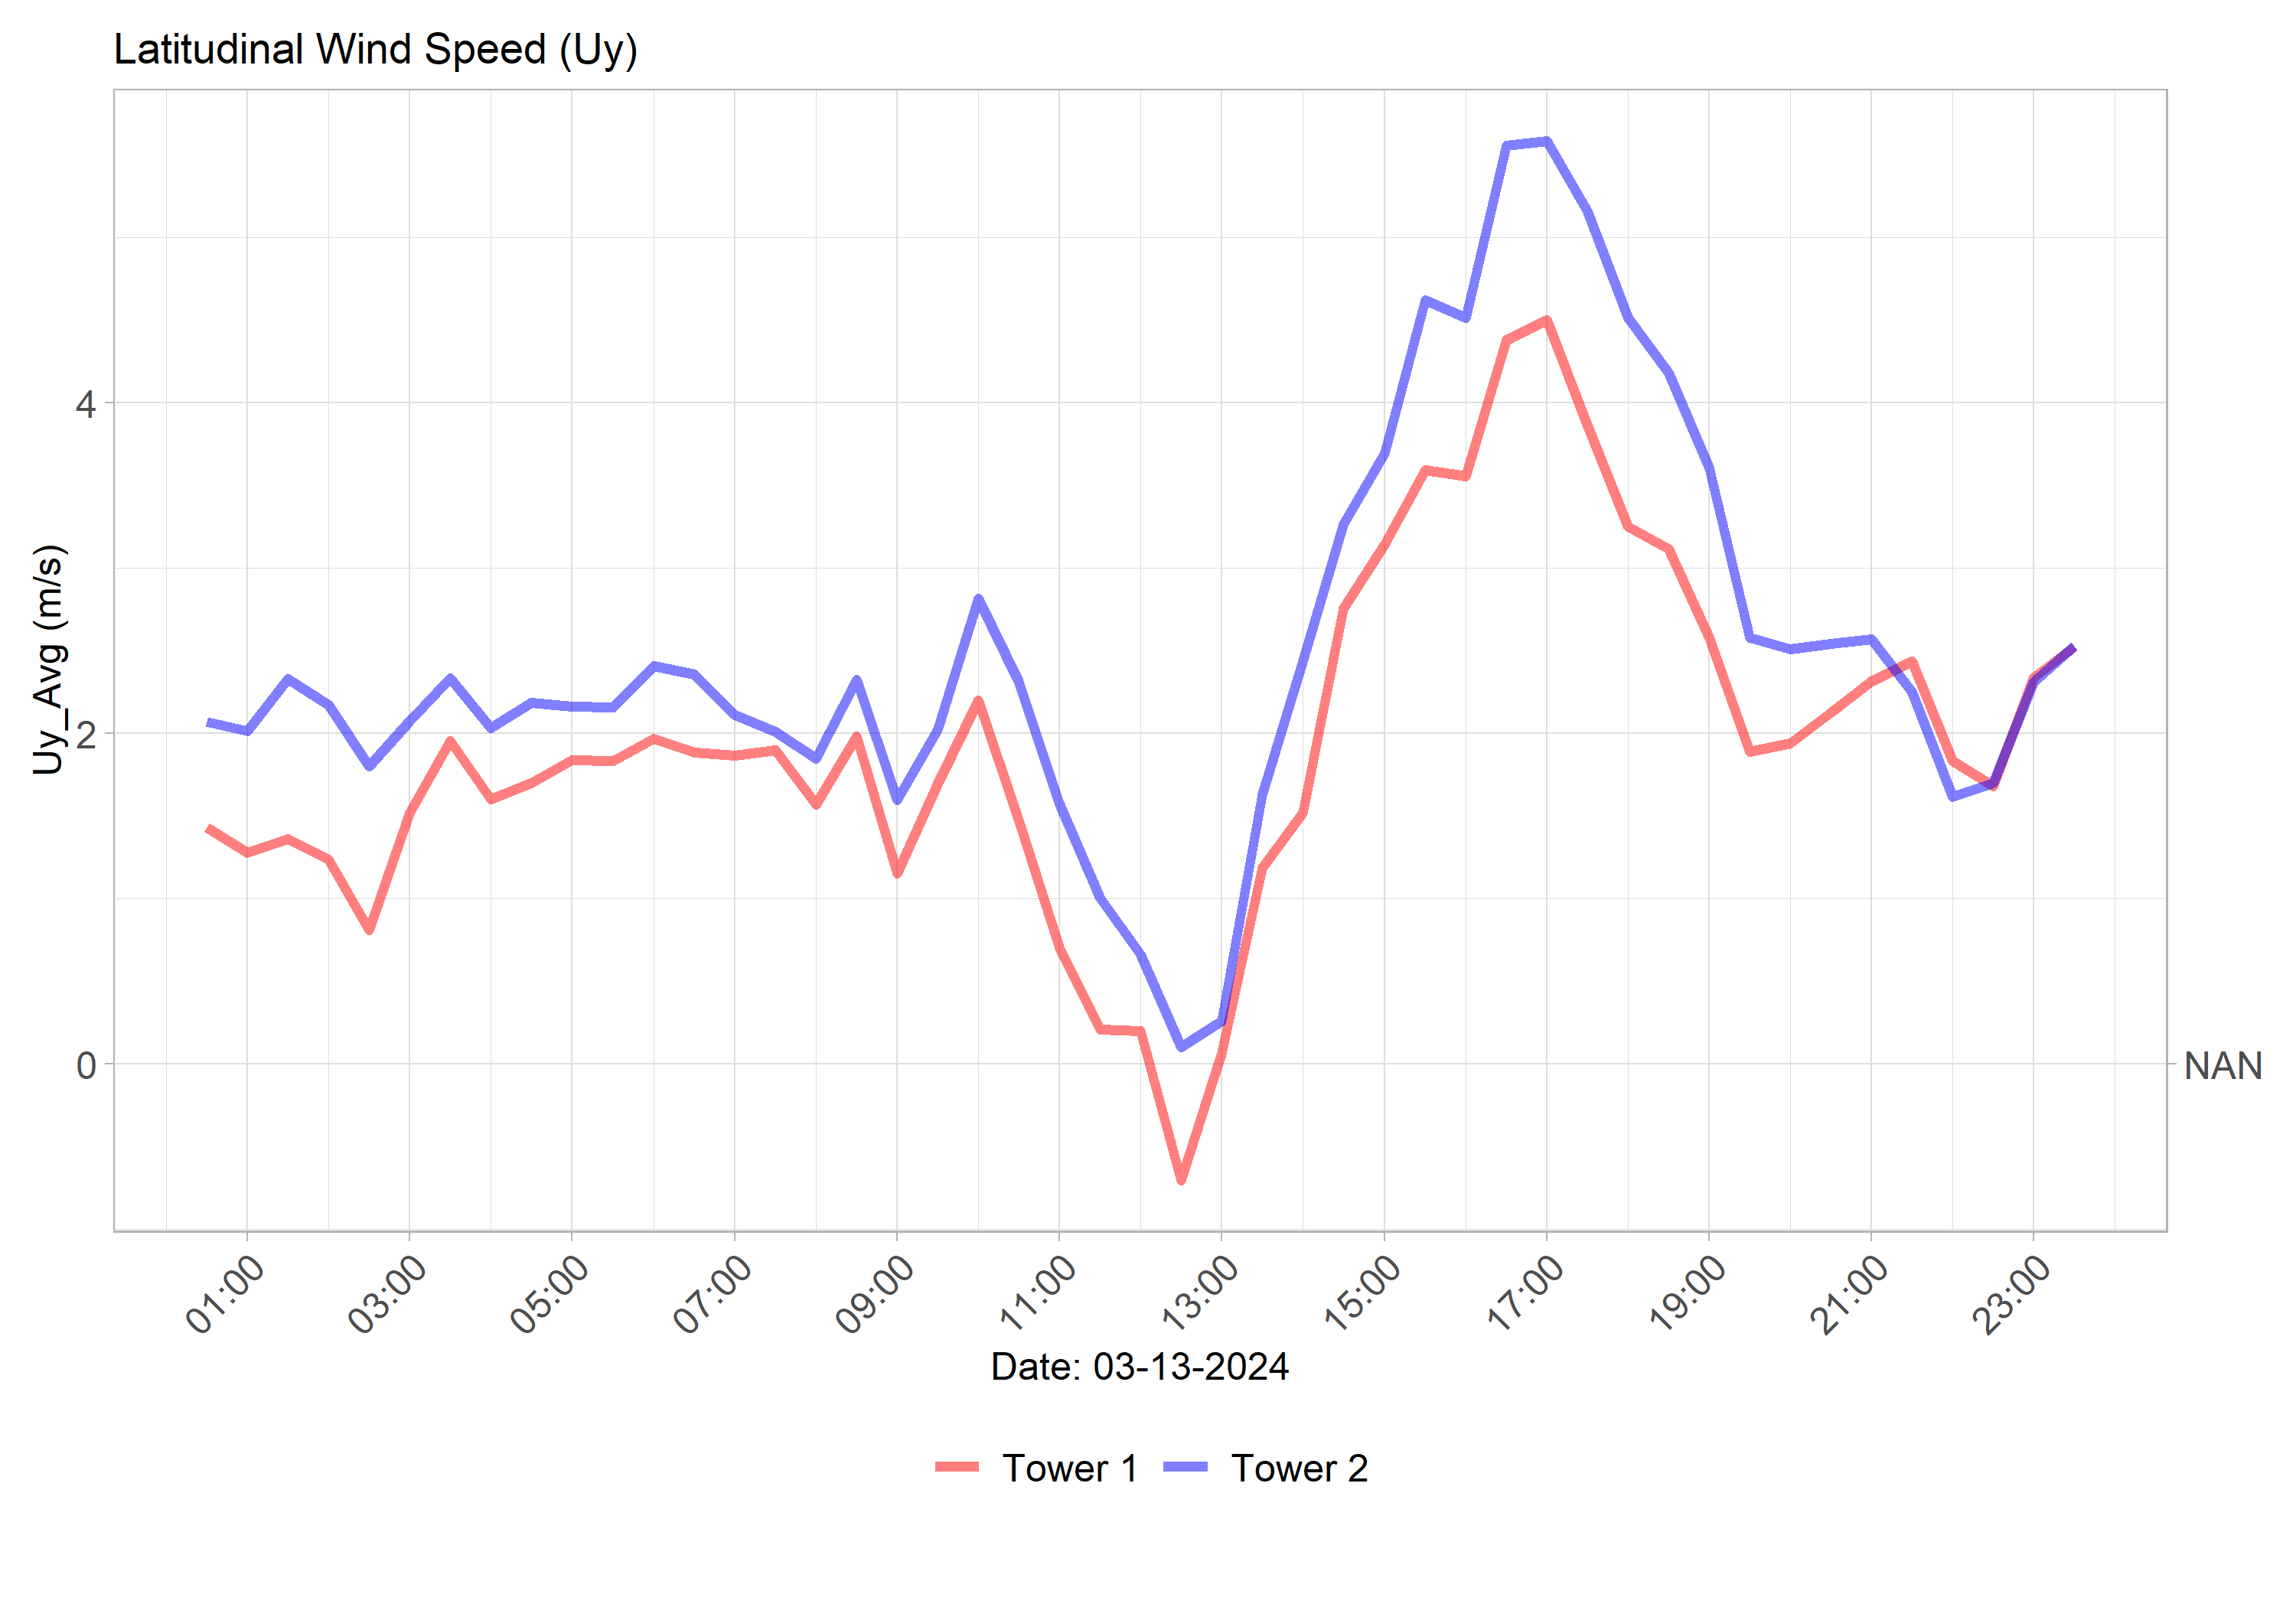 Latitudinal Wind Speed (Uy)
Uy_Avg (m/s)
4
2
0
NAN
01:00 03:00 05:00 07:00 09:00 11:00 13:00 15:00 17:00 19:00 21:00 23:00
Date: 03-13-2024
Tower 1 Tower 2